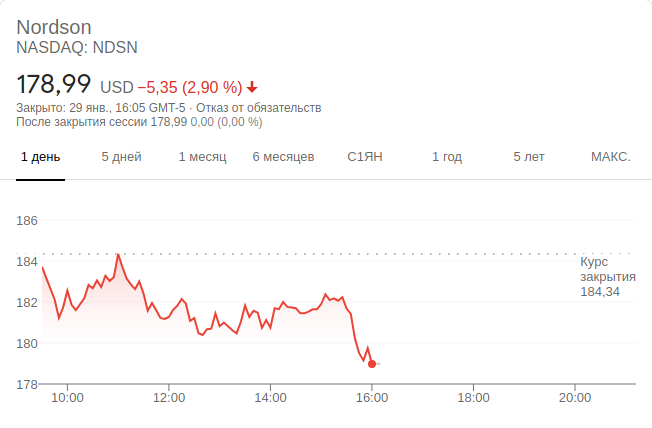 Nordson
NASDAQ: NDSN
178,99 USD −5,35 (2,90 %)
Закрыто: 29 янв., 16:05 GMT-5 · Отказ от обязательств
После закрытия сессии 178,99 0,00 (0,00 %)
1 день 5 дней 1 месяц 6 месяцев С1ЯН 1 год 5 лет МАКС.
186
184
Курс
закрытия
184,34
182
180
178
10:00 12:00 14:00 16:00 18:00 20:00